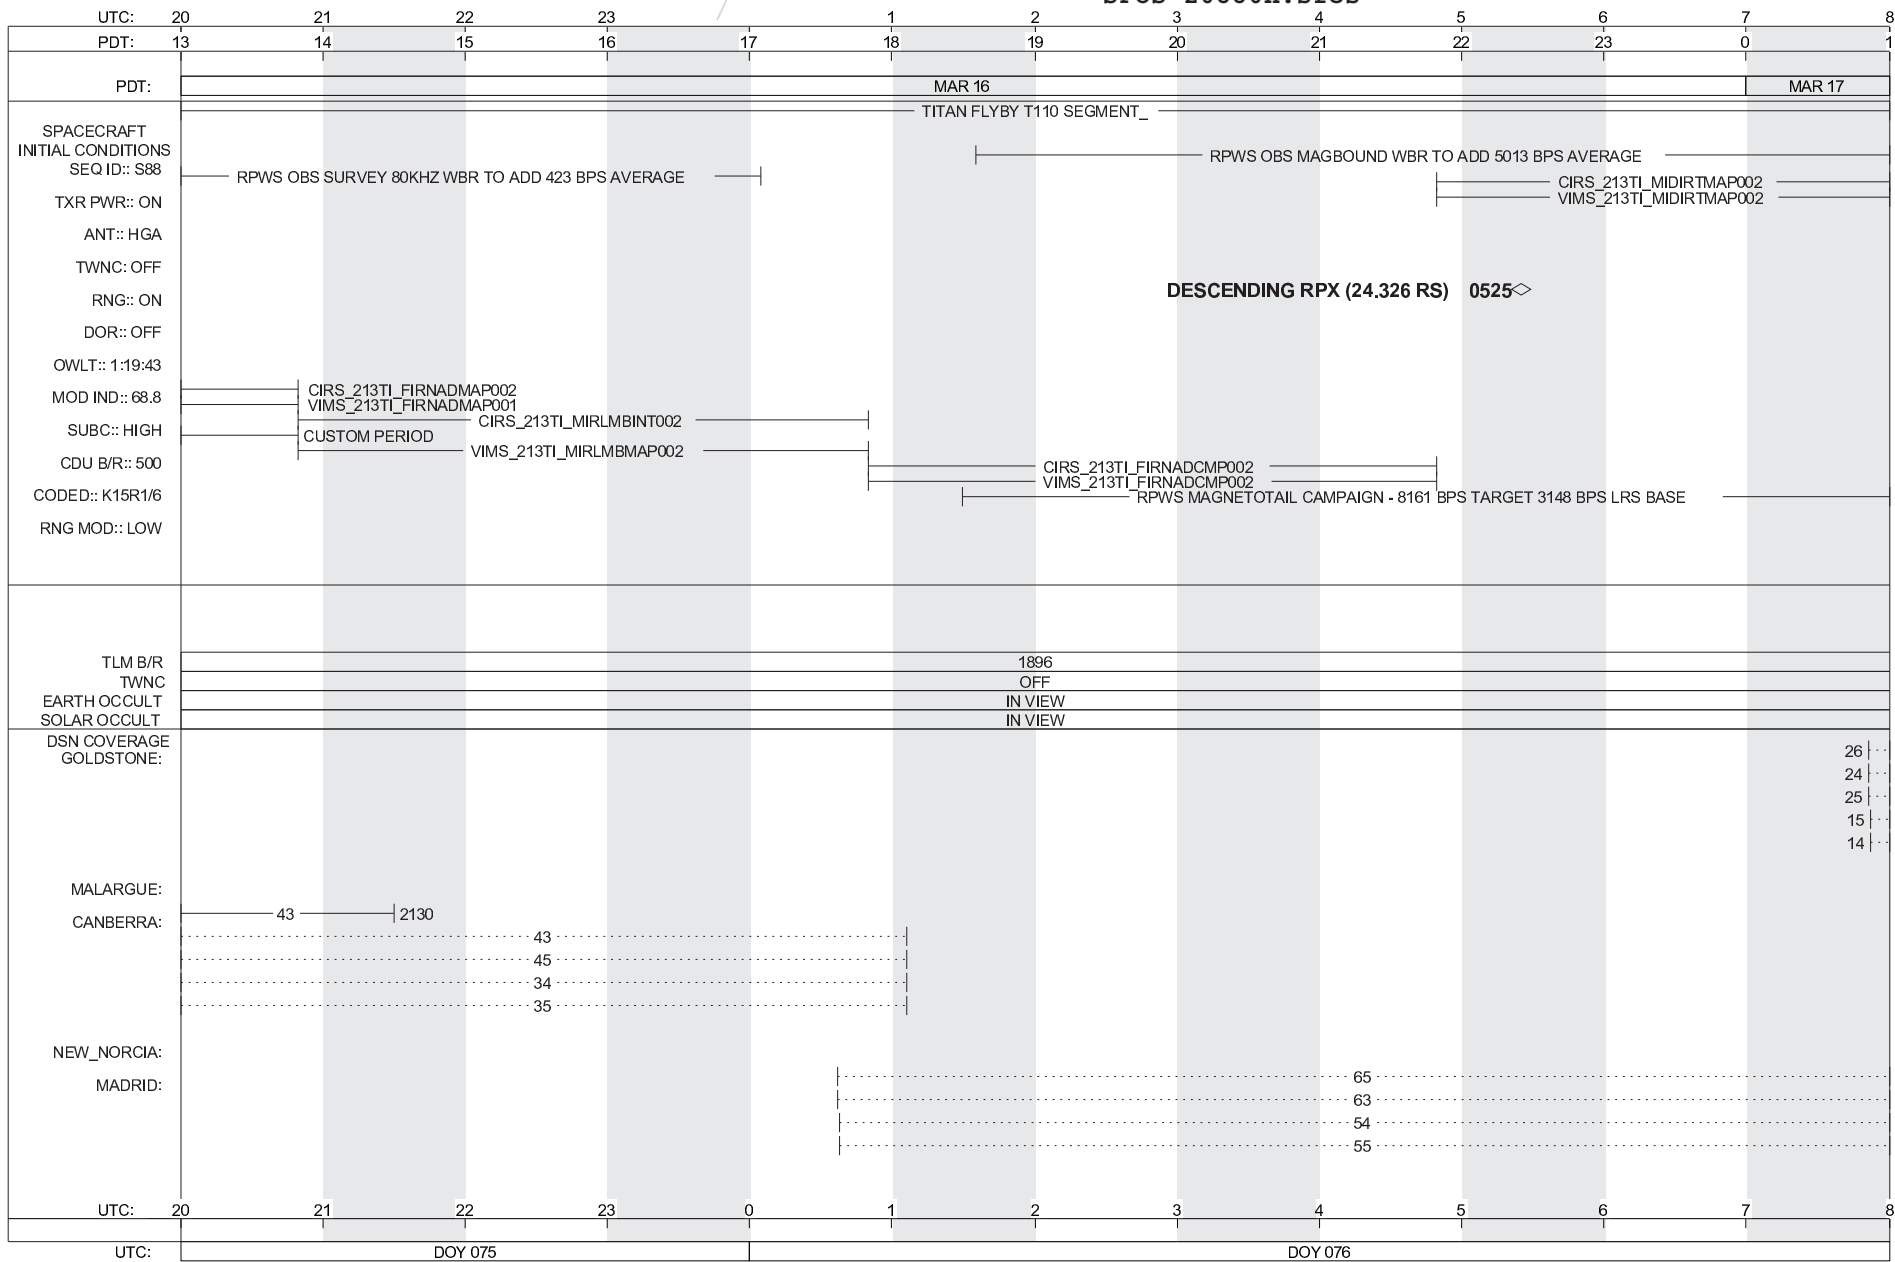 UTC: 20 21 22 23 1 2 3 4 5 6 7 8
PDT: 13 14 15 16 17 18 19 20 21 22 23 0 1
PDT: MAR 16 MAR 17
TITAN FLYBY T110 SEGMENT_
SPACECRAFT
INITIAL CONDITIONS
RPWS OBS MAGBOUND WBR TO ADD 5013 BPS AVERAGE
SEQ ID:: S88
RPWS OBS SURVEY 80KHZ WBR TO ADD 423 BPS AVERAGE
CIRS_213TI_MIDIRTMAP002
VIMS_213TI_MIDIRTMAP002
TXR PWR:: ON
ANT:: HGA
TWNC: OFF
DESCENDING RPX (24.326 RS) 0525
RNG:: ON
DOR:: OFF
OWLT:: 1:19:43
CIRS_213TI_FIRNADMAP002
MOD IND:: 68.8
VIMS_213TI_FIRNADMAP001
CIRS_213TI_MIRLMBINT002
SUBC:: HIGH
CUSTOM PERIOD
VIMS_213TI_MIRLMBMAP002
CDU B/R:: 500
CIRS_213TI_FIRNADCMP002
VIMS_213TI_FIRNADCMP002
CODED:: K15R1/6
RPWS MAGNETOTAIL CAMPAIGN - 8161 BPS TARGET 3148 BPS LRS BASE
RNG MOD:: LOW
TLM B/R 1896
TWNC OFF
EARTH OCCULT IN VIEW
SOLAR OCCULT IN VIEW
DSN COVERAGE
GOLDSTONE:
26
24
25
15
14
MALARGUE:
CANBERRA:
43 2130
43
45
34
35
NEW_NORCIA:
MADRID:
65
63
54
55
UTC: 20 21 22 23 0 1 2 3 4 5 6 7 8
UTC: DOY 075 DOY 076